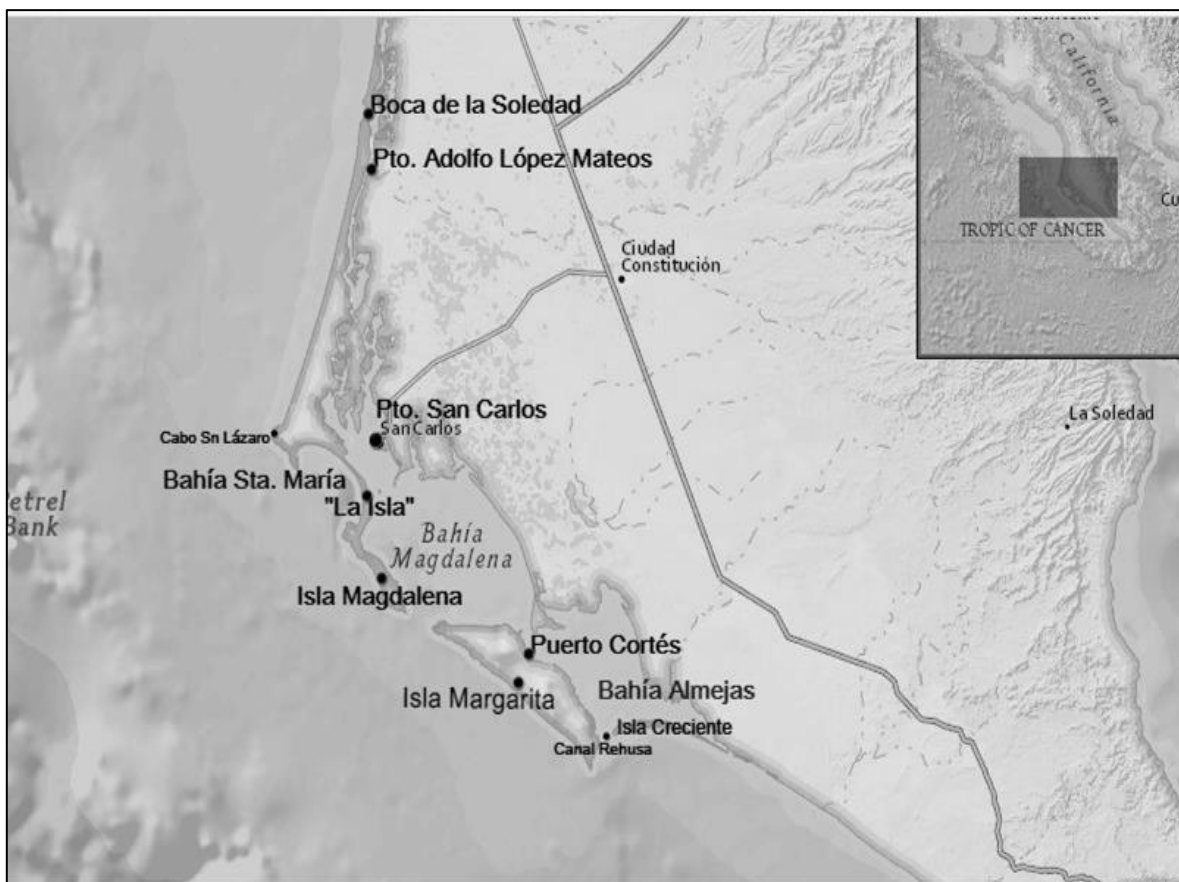 Boca de la Soledad
Pto. Adolfo López Mateos
Ciudad
Constitución
Pto. San Carlos
San Carlos
Cabo Sn Lázaro
Bahía Sta. María
"La Isla"
etrel
Bank
Bahía
Magdalena
Isla Magdalena
Puerto Cortés
Isla Margarita
Bahía Almejas
Isla Creciente
Canal Rehusa
La Soledad
California
TROPIC OF CANCER
Cu